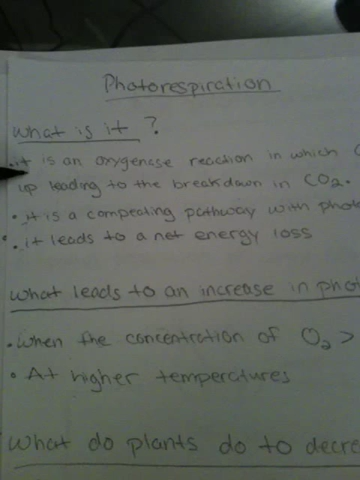 Photorespiration
What is it ?
• it is an oxygenase reaction in which
up leading to the breakdown in CO2.
• it is a compeating pathway with phot
• it leads to a net energy loss
What leads to an increase in phot
• When the concentration of O2 >
• At higher temperatures
What do plants do to decre